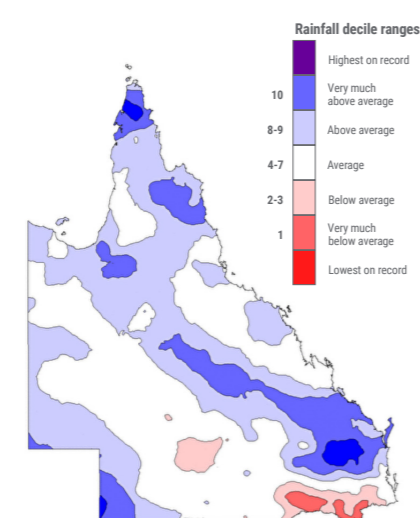 Rainfall decile ranges
Highest on record
10
Very much
above average
8-9
Above average
4-7
Average
2-3
Below average
1
Very much
below average
Lowest on record